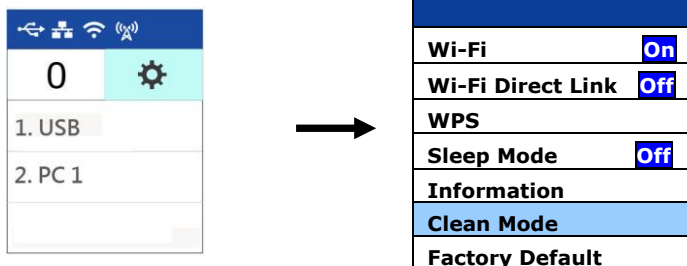 0
1. USB
2. PC 1
Wi-Fi On
Wi-Fi Direct Link Off
WPS
Sleep Mode Off
Information
Clean Mode
Factory Default